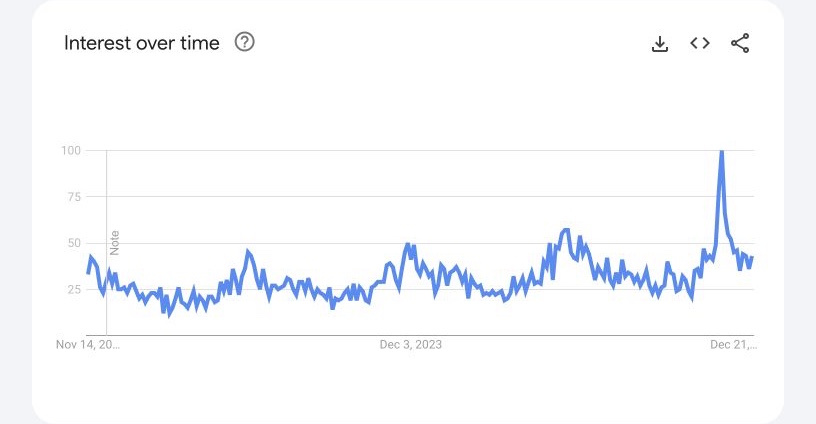 Interest over time
100
75
50
25
Note
Nov 14, 20...
Dec 3, 2023
Dec 21,...